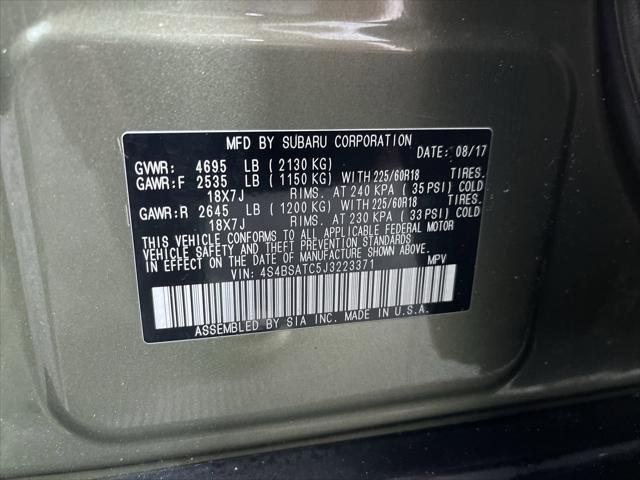 MFD BY SUBARU CORPORATION
GVWR: 4695 LB ( 2130 KG) DATE: 08/17
GAWR:F 2535 LB ( 1150 KG) WITH 225/60R18 TIRES.
18X7J RIMS. AT 240 KPA ( 35 PSI) COLD
GAWR:R 2645 LB ( 1200 KG) WITH 225/60R18 TIRES.
18X7J RIMS. AT 230 KPA ( 33 PSI) COLD
THIS VEHICLE CONFORMS TO ALL APPLICABLE FEDERAL MOTOR
VEHICLE SAFETY AND THEFT PREVENTION STANDARDS
IN EFFECT ON THE DATE OF MANUFACTURE SHOWN ABOVE.
VIN: 4S4BSATC5J3223371 MPV
ASSEMBLED BY SIA INC. MADE IN U.S.A.